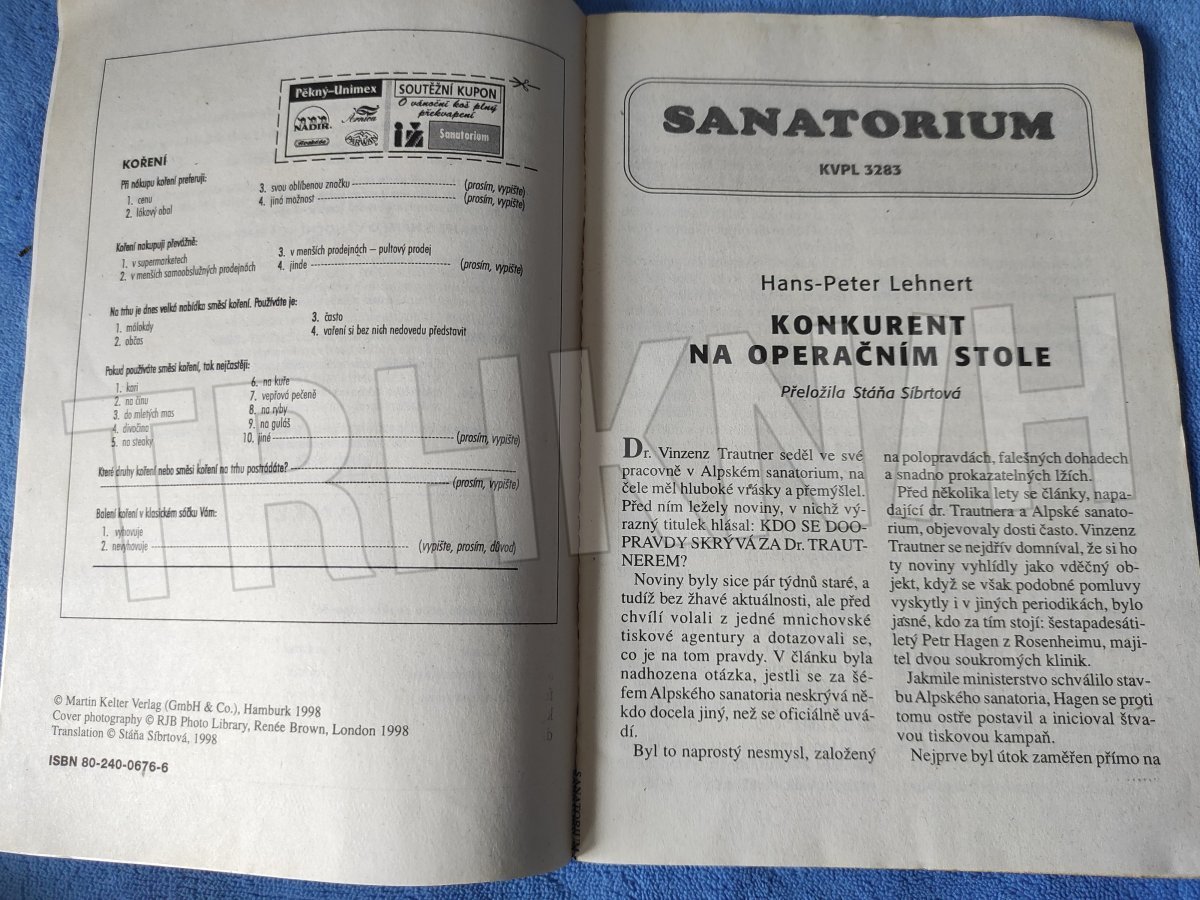 Pěkný–Unimex
NADIR
Arnica
Alcahöda
SOUTĚŽNÍ KUPON
O vánoční koš plný
překvapení
Sanatorium
KOŘENÍ
Při nákupu koření preferuji:
1. cenu
2. lákavý obal
3. svou oblíbenou značku (prosím, vypište)
4. jiná možnost (prosím, vypište)
Koření nakupuji převážně:
1. v supermarketech
2. v menších samoobslužných prodejnách
3. v menších prodejnách – pultový prodej
4. jinde (prosím, vypište)
Na trhu je dnes velká nabídka směsí koření. Používáte je:
1. málokdy
2. občas
3. často
4. vaření si bez nich nedovedu představit
Pokud používáte směsi koření, tak nejčastěji:
1. kari
2. na čínu
3. do mletých mas
4. divočina
5. na steaky
6. na kuře
7. vepřová pečeně
8. na ryby
9. na guláš
10. jiné (prosím, vypište)
Které druhy koření nebo směsi koření na trhu postrádáte?
(prosím, vypište)
Balení koření v klasickém sáčku Vám:
1. vyhovuje
2. nevyhovuje (vypište, prosím, důvod)
© Martin Kelter Verlag (GmbH & Co.), Hamburk 1998
Cover photography © RJB Photo Library, Renée Brown, London 1998
Translation © Stáňa Síbrtová, 1998
ISBN 80-240-0676-6
SANATORIUM
KVPL 3283
Hans-Peter Lehnert
KONKURENT
NA OPERAČNÍM STOLE
Přeložila Stáňa Síbrtová
Dr. Vinzenz Trautner seděl ve své
pracovně v Alpském sanatorium, na
čele měl hluboké vrásky a přemýšlel.
Před ním ležely noviny, v nichž vý-
razný titulek hlásal: KDO SE DOO-
PRAVDY SKRÝVÁ ZA Dr. TRAUT-
NEREM?
Noviny byly sice pár týdnů staré, a
tudíž bez žhavé aktuálnosti, ale před
chvílí volali z jedné mnichovské
tiskové agentury a dotazovali se,
co je na tom pravdy. V článku byla
nadhozena otázka, jestli se za šé-
fem Alpského sanatoria neskrývá ně-
kdo docela jiný, než se oficiálně uvá-
dí.
Byl to naprostý nesmysl, založený
na polopravdách, falešných dohadech
a snadno prokazatelných lžích.
Před několika lety se články, napa-
dající dr. Trautnera a Alpské sanato-
rium, objevovaly dosti často. Vinzenz
Trautner se nejdřív domníval, že si ho
ty noviny vyhlídly jako vděčný ob-
jekt, když se však podobné pomluvy
vyskytly i v jiných periodikách, bylo
jasné, kdo za tím stojí: šestapadesáti-
letý Petr Hagen z Rosenheimu, maji-
tel dvou soukromých klinik.
Jakmile ministerstvo schválilo stav-
bu Alpského sanatoria, Hagen se proti
tomu ostře postavil a inicioval štva-
vou tiskovou kampaň.
Nejprve byl útok zaměřen přímo na
TRHKNIH